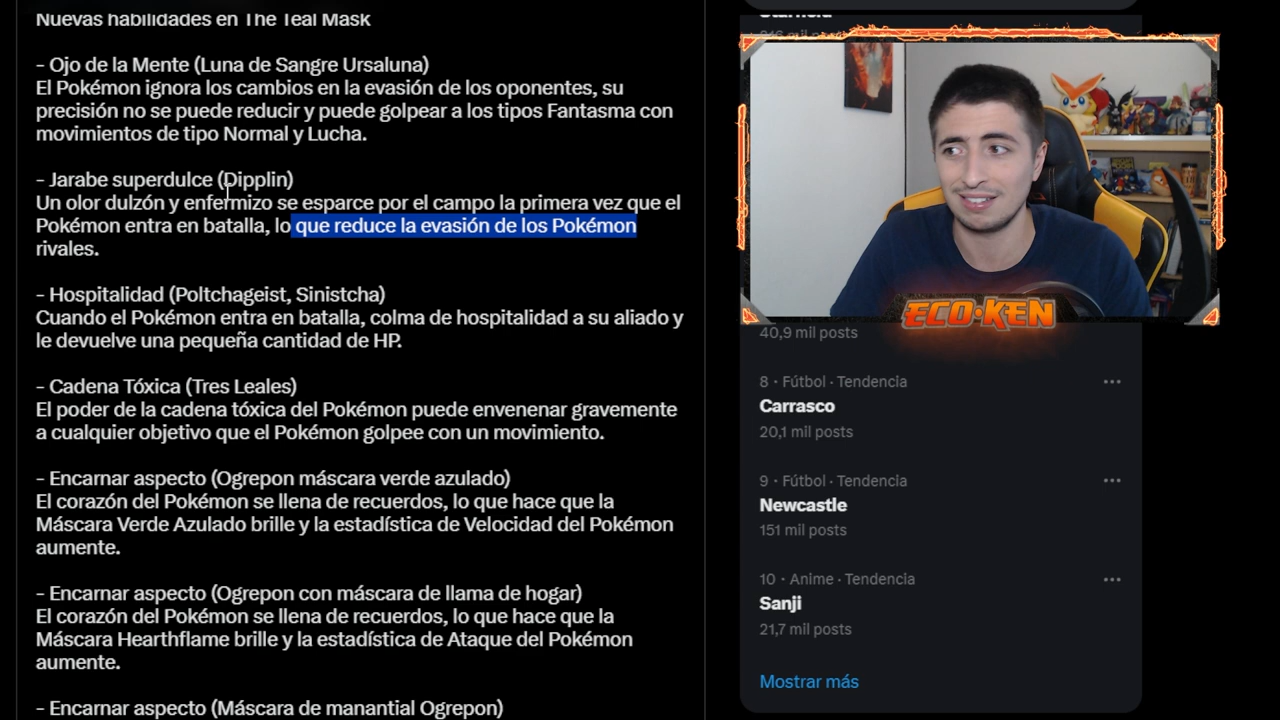 Nuevas habilidades en The Teal Mask
- Ojo de la Mente (Luna de Sangre Ursaluna)
El Pokémon ignora los cambios en la evasión de los oponentes, su
precisión no se puede reducir y puede golpear a los tipos Fantasma con
movimientos de tipo Normal y Lucha.
- Jarabe superdulce (Dipplin)
Un olor dulzón y enfermizo se esparce por el campo la primera vez que el
Pokémon entra en batalla, lo que reduce la evasión de los Pokémon
rivales.
- Hospitalidad (Poltchageist, Sinistcha)
Cuando el Pokémon entra en batalla, colma de hospitalidad a su aliado y
le devuelve una pequeña cantidad de HP.
- Cadena Tóxica (Tres Leales)
El poder de la cadena tóxica del Pokémon puede envenenar gravemente
a cualquier objetivo que el Pokémon golpee con un movimiento.
- Encarnar aspecto (Ogrepon máscara verde azulado)
El corazón del Pokémon se llena de recuerdos, lo que hace que la
Máscara Verde Azulado brille y la estadística de Velocidad del Pokémon
aumente.
- Encarnar aspecto (Ogrepon con máscara de llama de hogar)
El corazón del Pokémon se llena de recuerdos, lo que hace que la
Máscara Hearthflame brille y la estadística de Ataque del Pokémon
aumente.
- Encarnar aspecto (Máscara de manantial Ogrepon)
Starfield
ECO·KEN
40,9 mil posts
8 · Fútbol · Tendencia
Carrasco
20,1 mil posts
9 · Fútbol · Tendencia
Newcastle
151 mil posts
10 · Anime · Tendencia
Sanji
21,7 mil posts
Mostrar más